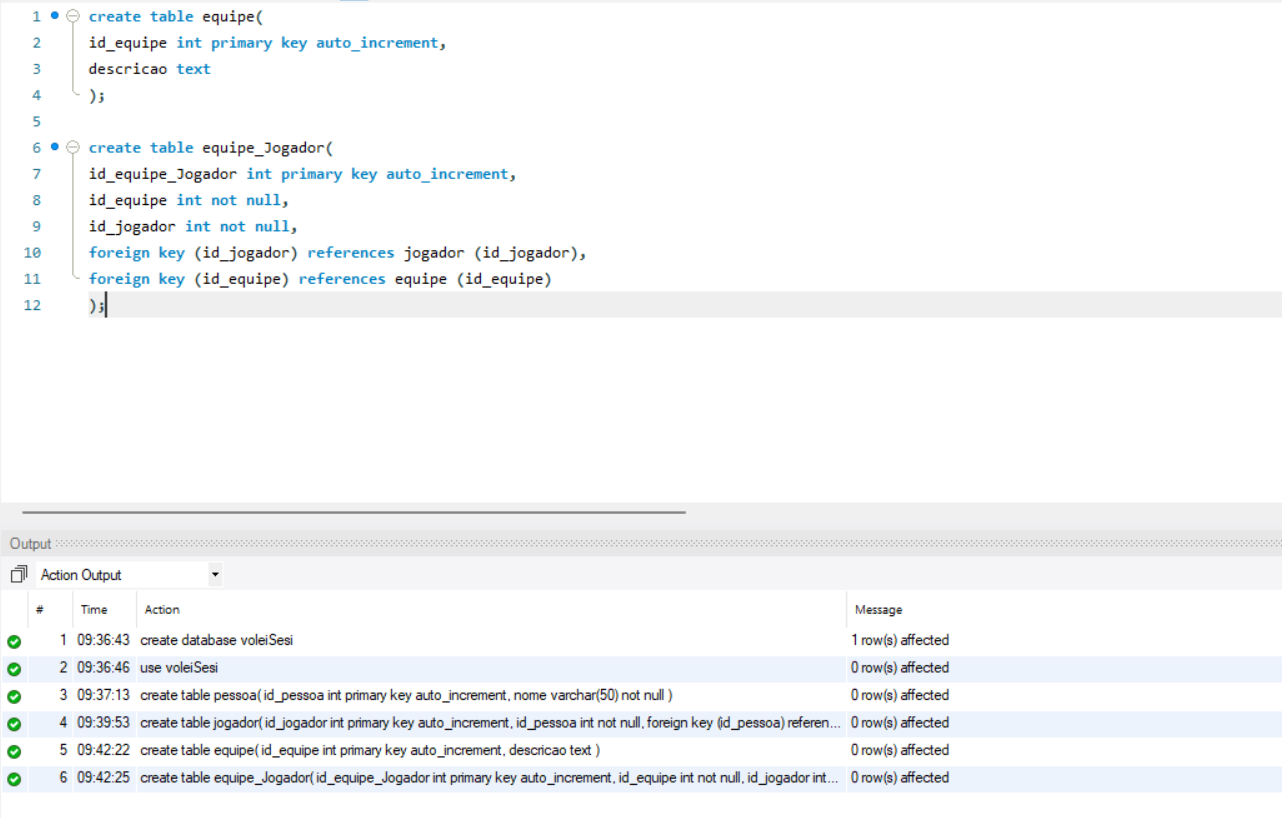 1 create table equipe(
2 id_equipe int primary key auto_increment,
3 descricao text
4 );
5
6 create table equipe_Jogador(
7 id_equipe_Jogador int primary key auto_increment,
8 id_equipe int not null,
9 id_jogador int not null,
10 foreign key (id_jogador) references jogador (id_jogador),
11 foreign key (id_equipe) references equipe (id_equipe)
12 );
Output
Action Output
# Time Action Message
1 09:36:43 create database voleiSesi 1 row(s) affected
2 09:36:46 use voleiSesi 0 row(s) affected
3 09:37:13 create table pessoa( id_pessoa int primary key auto_increment, nome varchar(50) not null ) 0 row(s) affected
4 09:39:53 create table jogador( id_jogador int primary key auto_increment, id_pessoa int not null, foreign key (id_pessoa) referen... 0 row(s) affected
5 09:42:22 create table equipe( id_equipe int primary key auto_increment, descricao text ) 0 row(s) affected
6 09:42:25 create table equipe_Jogador( id_equipe_Jogador int primary key auto_increment, id_equipe int not null, id_jogador int... 0 row(s) affected